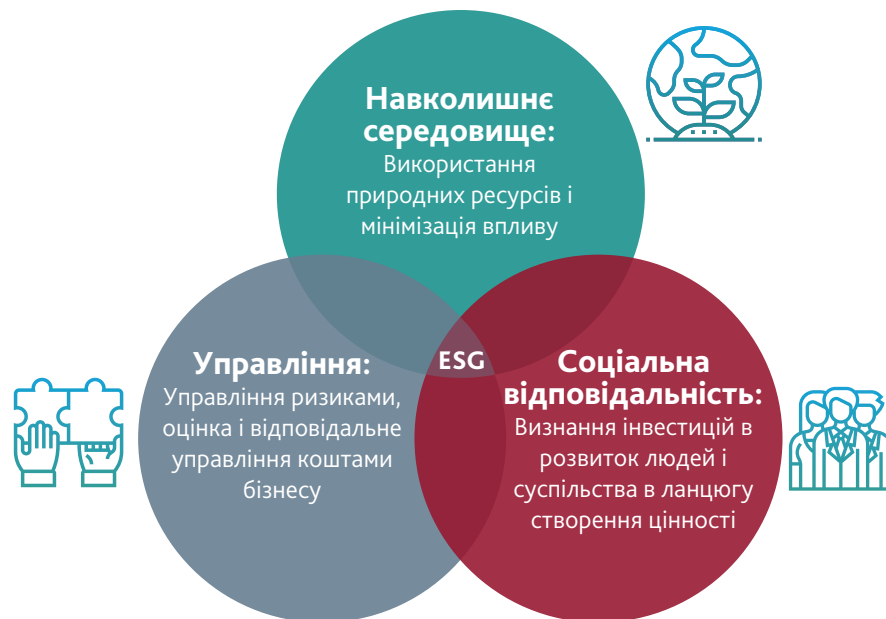 Навколишнє
середовище:
Використання
природних ресурсів і
мінімізація впливу
ESG
Управління:
Управління ризиками,
оцінка і відповідальне
управління коштами
бізнесу
Соціальна
відповідальність:
Визнання інвестицій в
розвиток людей і
суспільства в ланцюгу
створення цінності